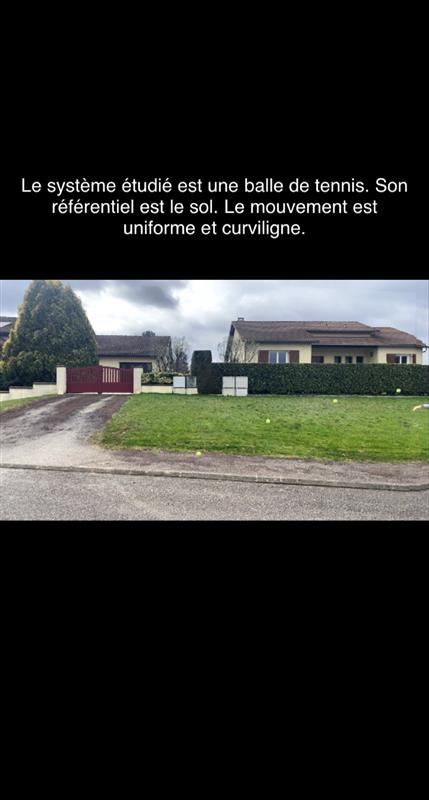 Le système étudié est une balle de tennis. Son
référentiel est le sol. Le mouvement est
uniforme et curviligne.